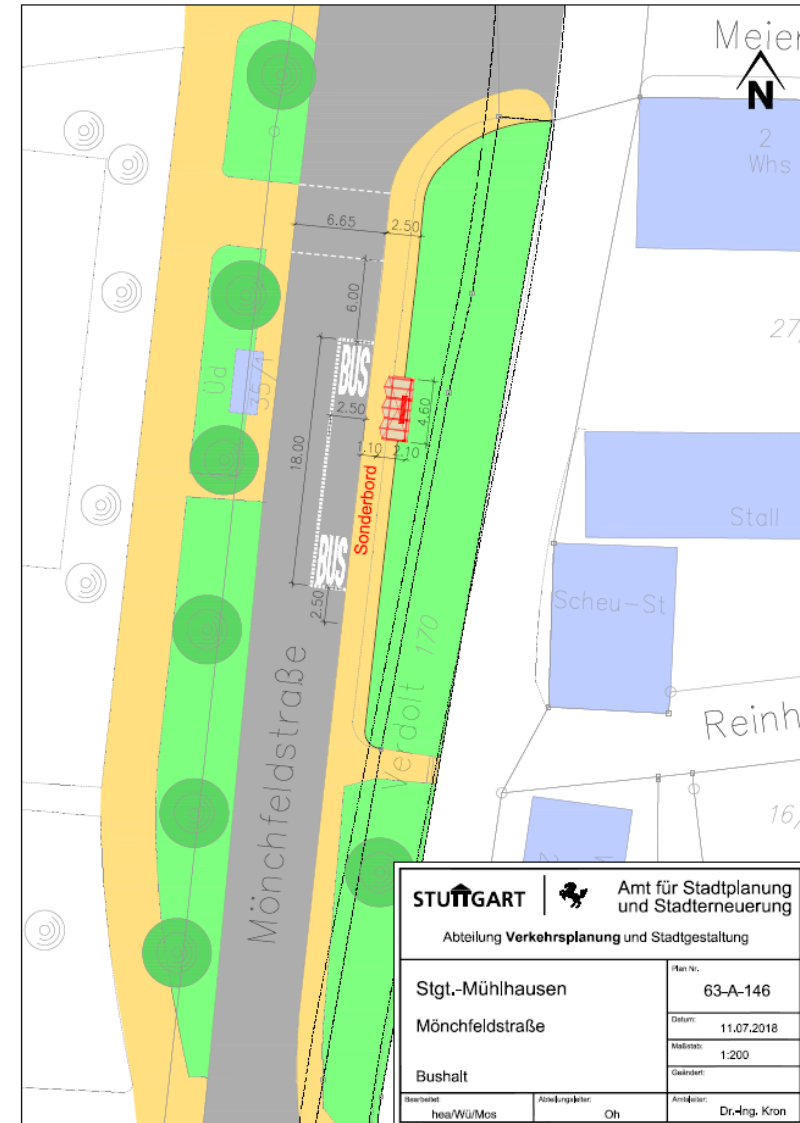 Meier
N
2
Whs
27,
6.65
2.50
6.00
BUS
Üd
35/1
2.50
4.60
18.00
1.10
2.10
Sonderbord
BUS
2.50
Stall
Scheu-St
170
Verdolt
Mönchfeldstraße
Reinh
16/
STUTTGART
Amt für Stadtplanung
und Stadterneuerung
Abteilung Verkehrsplanung und Stadtgestaltung
Stgt.-Mühlhausen
Plan Nr.
63-A-146
Mönchfeldstraße
Datum:
11.07.2018
Maßstab:
1:200
Bushalt
Geändert:
Bearbeitet:
hea/Wü/Mos
Abteilungsleiter:
Oh
Amtsleiter:
Dr.-Ing. Kron